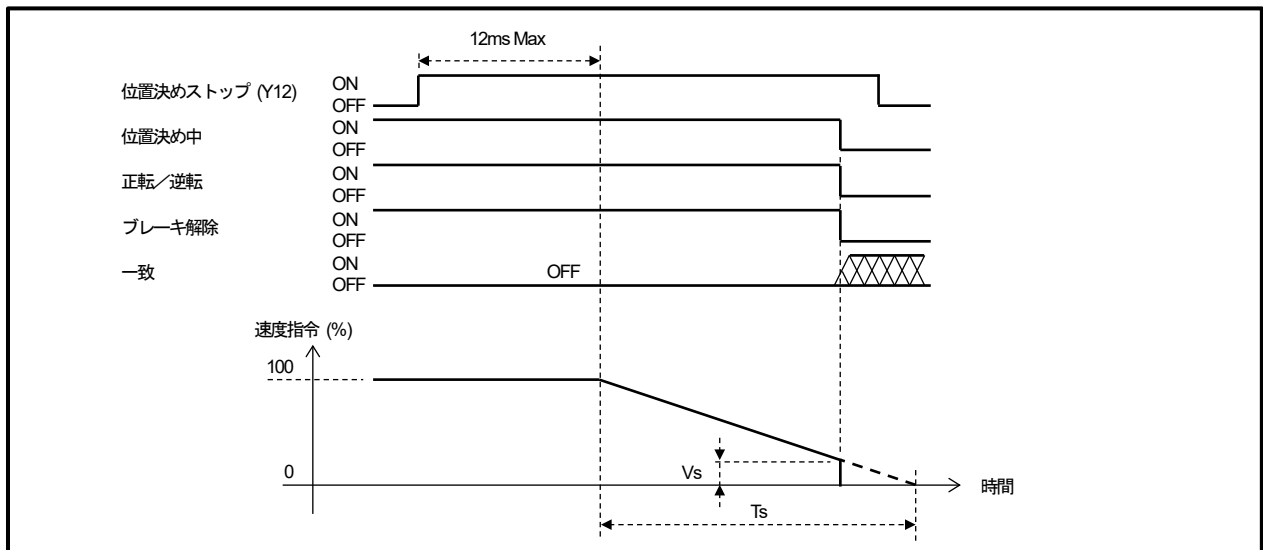 12ms Max
位置決めストップ (Y12)
ON
OFF
位置決め中
ON
OFF
正転／逆転
ON
OFF
ブレーキ解除
ON
OFF
一致
ON
OFF
OFF
速度指令 (%)
100
0
Vs
時間
Ts